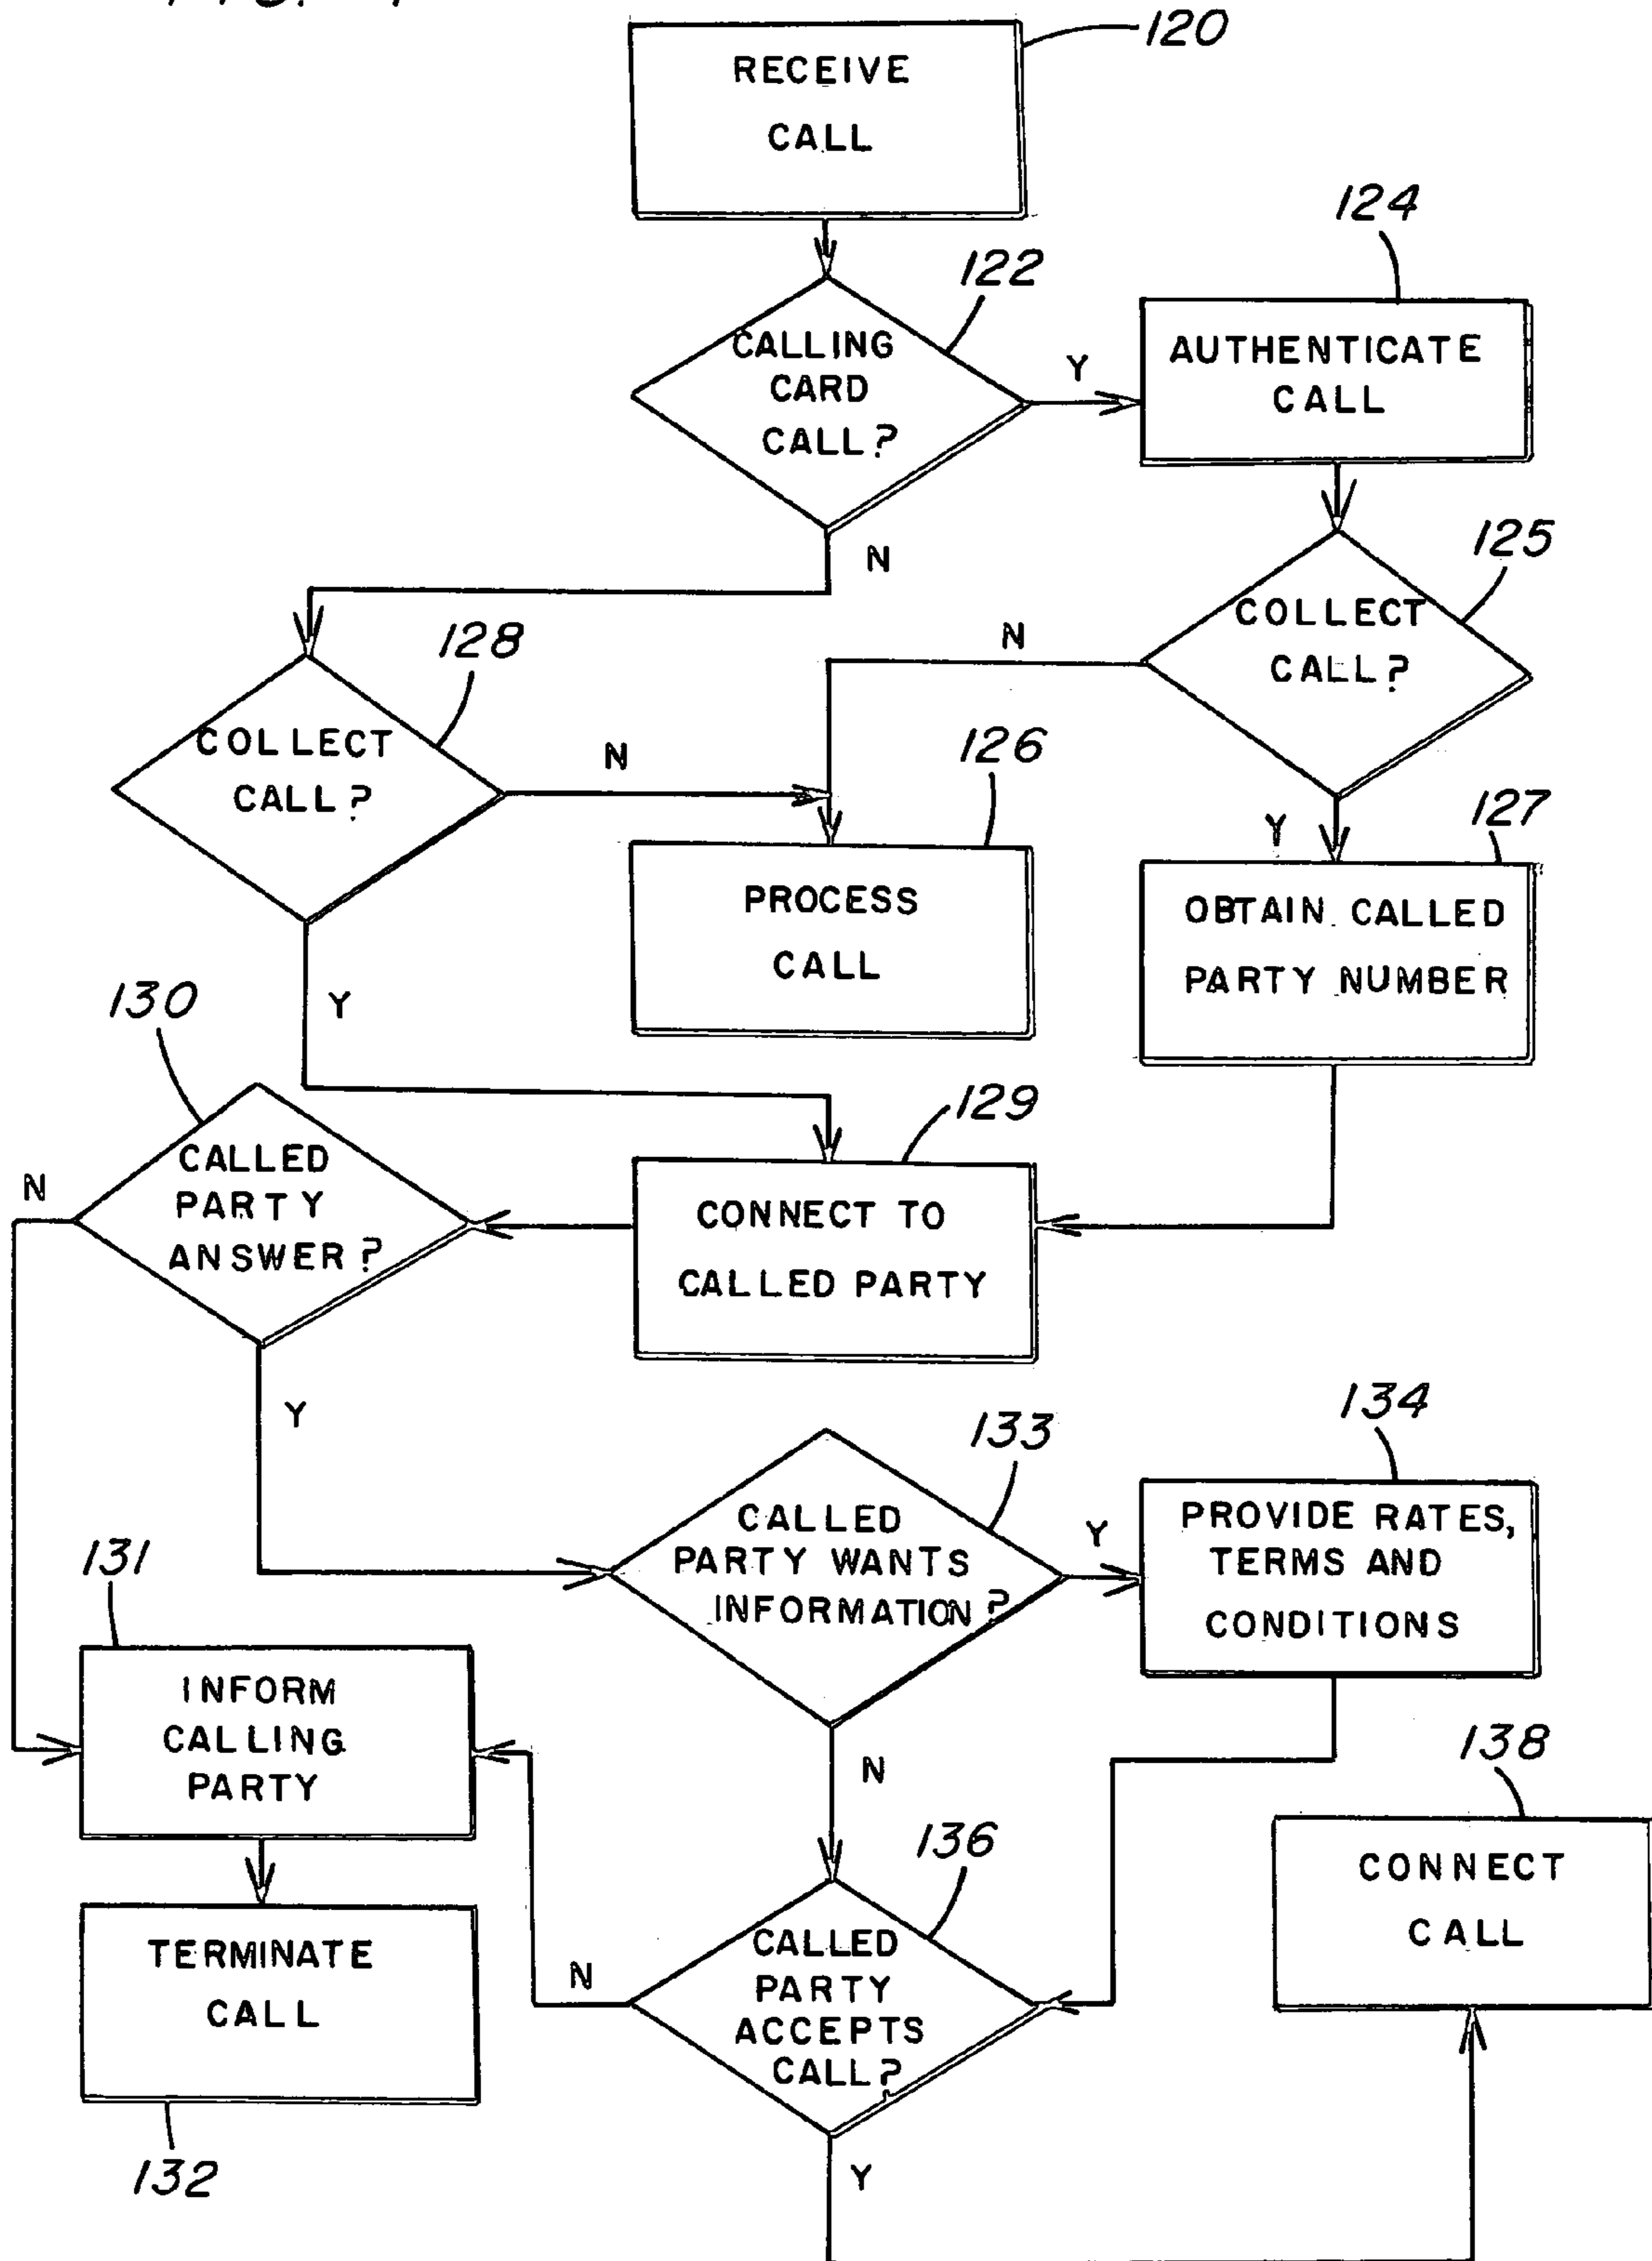 120
RECEIVE
CALL
124
122
CALLING
CARD
CALL?
Y
AUTHENTICATE
CALL
N
125
COLLECT
CALL?
N
128
COLLECT
CALL?
N
126
Y
127
PROCESS
CALL
OBTAIN CALLED
PARTY NUMBER
130
Y
129
CALLED
PARTY
ANSWER?
N
CONNECT TO
CALLED PARTY
Y
134
133
CALLED
PARTY WANTS
INFORMATION?
Y
PROVIDE RATES,
TERMS AND
CONDITIONS
131
INFORM
CALLING
PARTY
N
138
136
CONNECT
CALL
TERMINATE
CALL
N
CALLED
PARTY
ACCEPTS
CALL?
132
Y